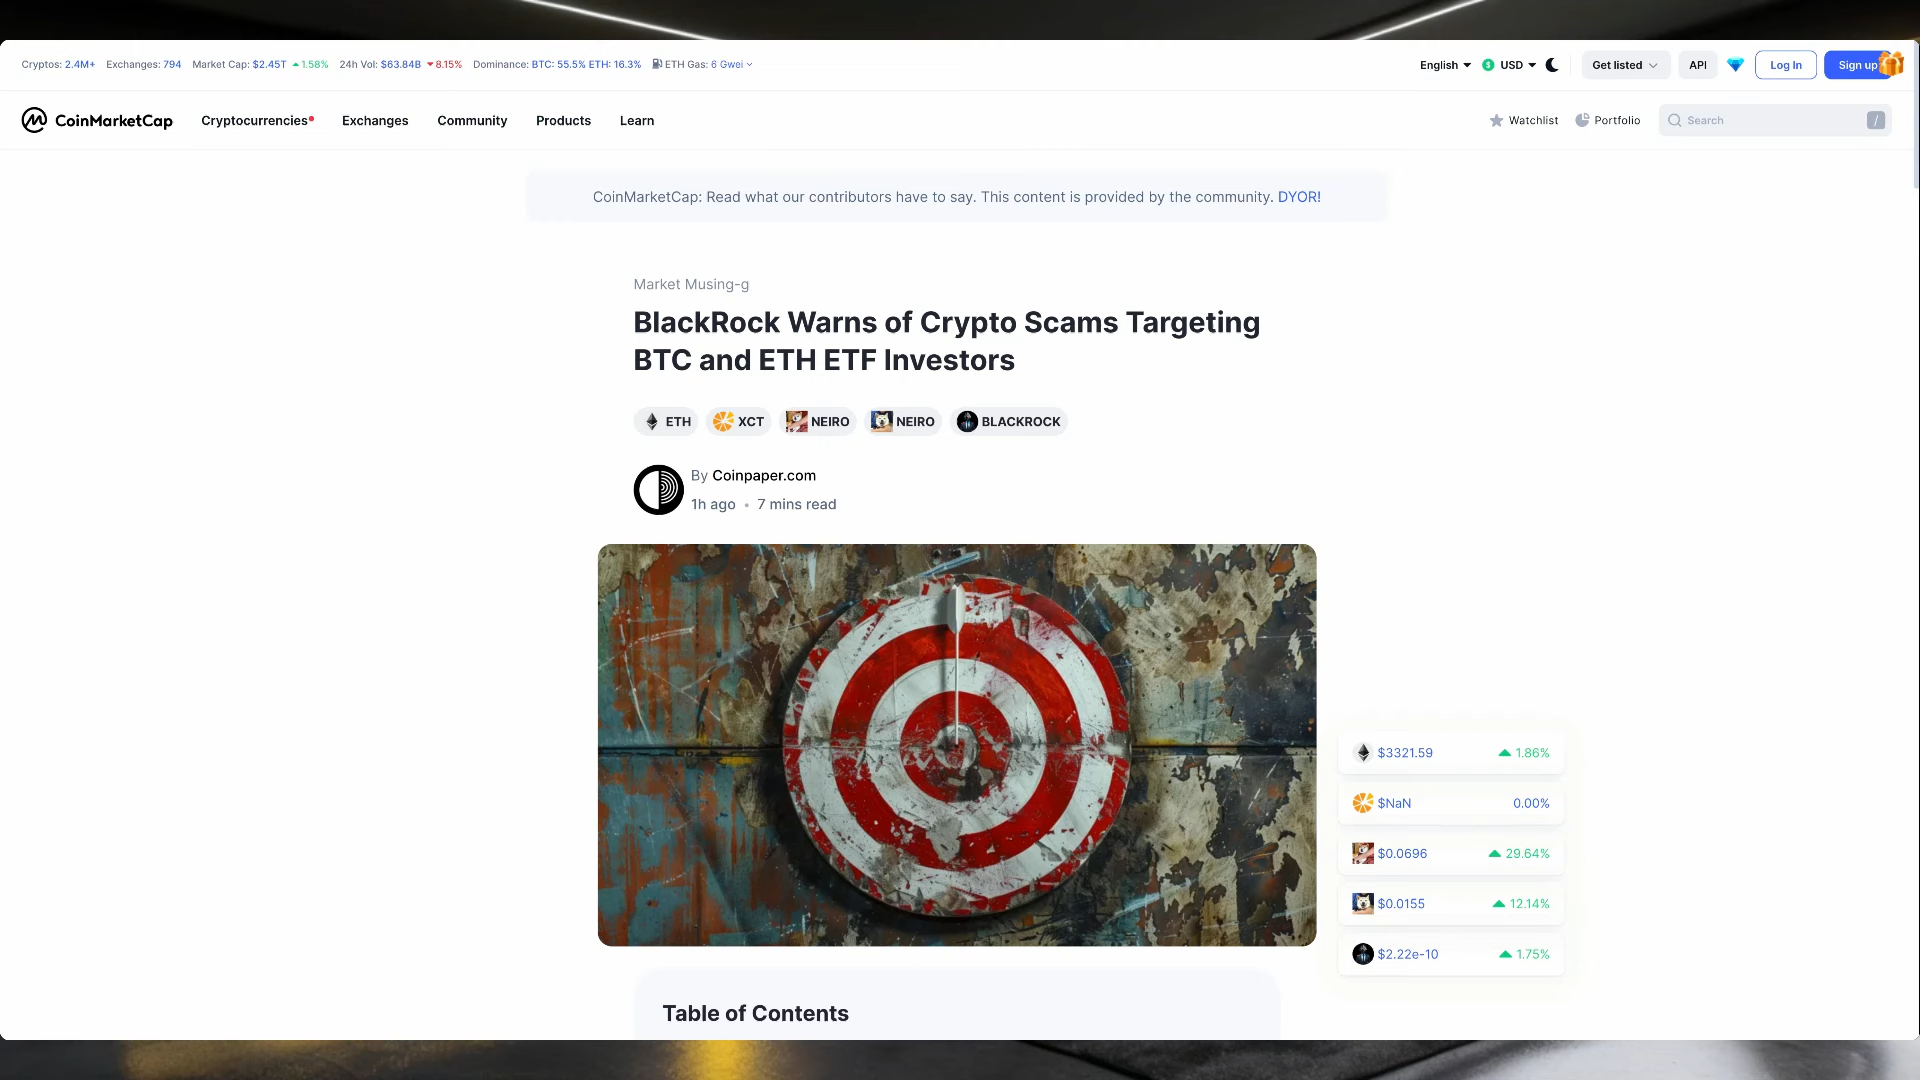 Cryptos: 2.4M+ Exchanges: 794 Market Cap: $2.45T 1.58% 24h Vol: $63.84B 8.15% Dominance: BTC: 55.5% ETH: 16.3% ETH Gas: 6 Gwei English USD Get listed API Log In Sign up
CoinMarketCap Cryptocurrencies Exchanges Community Products Learn Watchlist Portfolio Search /
CoinMarketCap: Read what our contributors have to say. This content is provided by the community. DYOR!
Market Musing-g
BlackRock Warns of Crypto Scams Targeting
BTC and ETH ETF Investors
ETH XCT NEIRO NEIRO BLACKROCK
By Coinpaper.com
1h ago • 7 mins read
$3321.59 1.86%
$NaN 0.00%
$0.0696 29.64%
$0.0155 12.14%
$2.22e-10 1.75%
Table of Contents